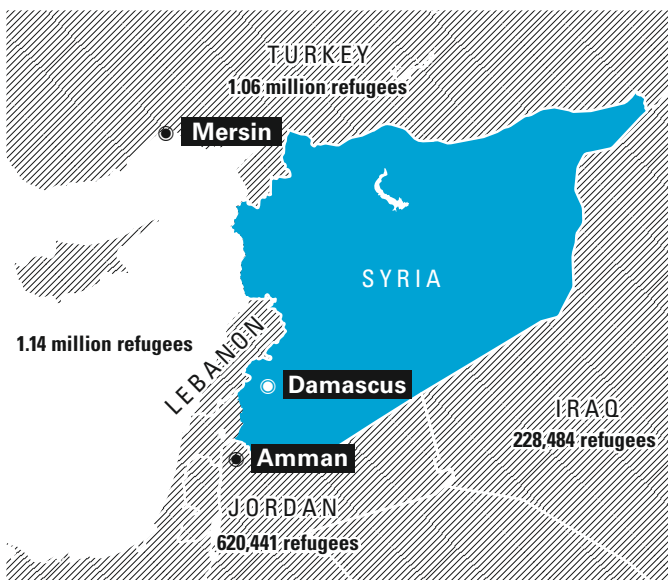 TURKEY
1.06 million refugees
Mersin
SYRIA
1.14 million refugees
LEBANON
Damascus
IRAQ
228,484 refugees
Amman
JORDAN
620,441 refugees